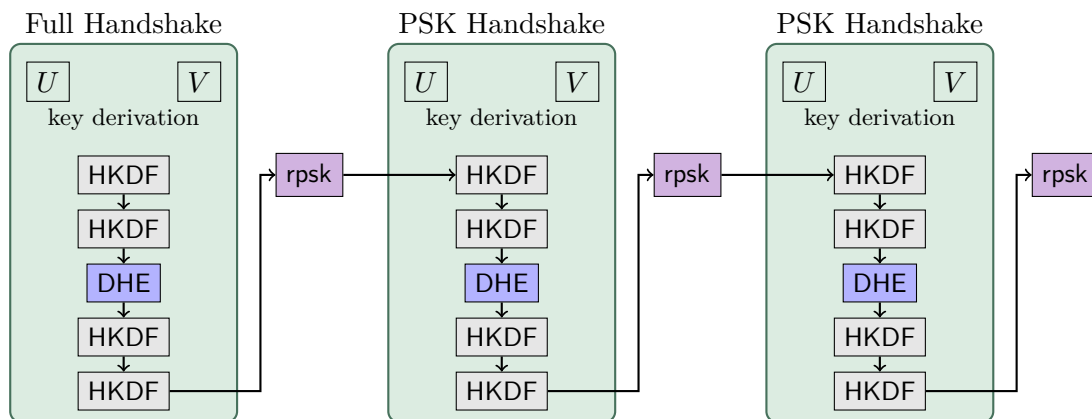 Full Handshake
U V
key derivation
HKDF
HKDF
DHE
HKDF
HKDF
rpsk
PSK Handshake
U V
key derivation
HKDF
HKDF
DHE
HKDF
HKDF
rpsk
PSK Handshake
U V
key derivation
HKDF
HKDF
DHE
HKDF
HKDF
rpsk